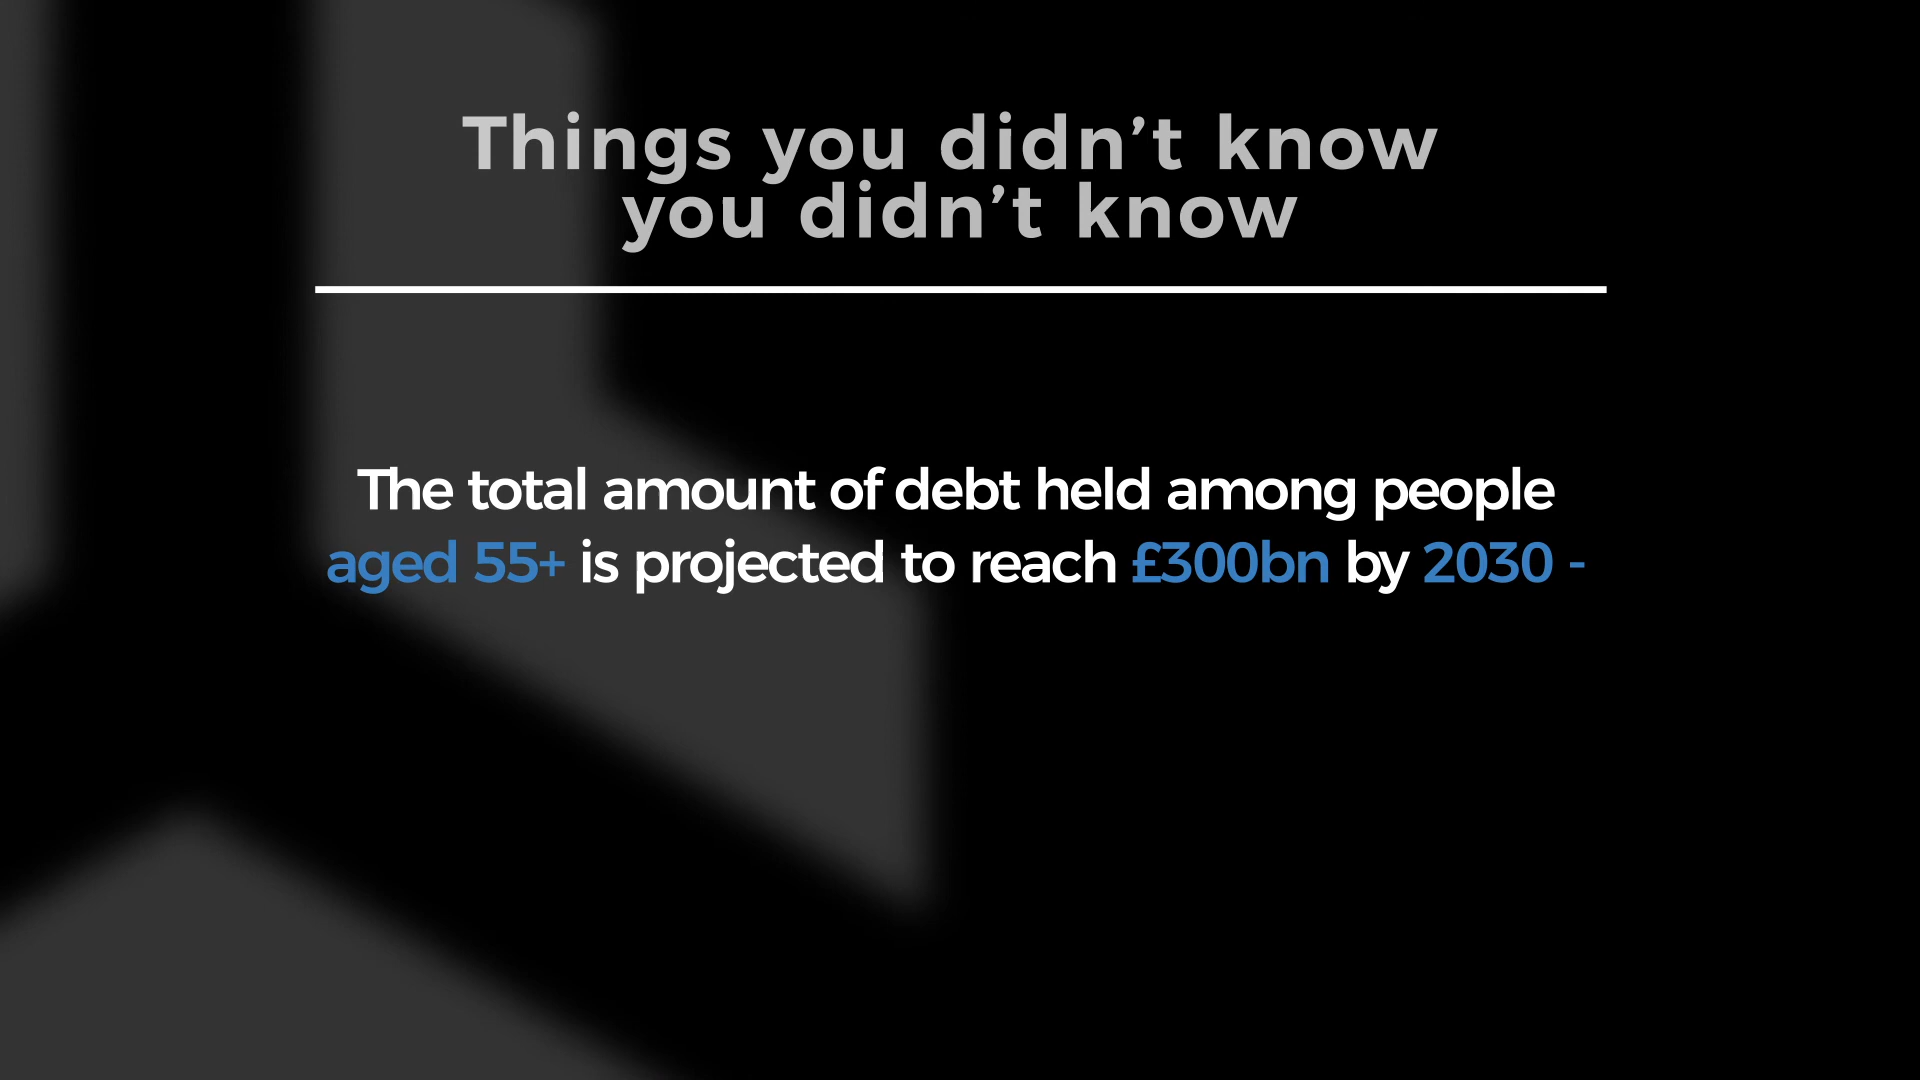 Things you didn’t know
you didn’t know
The total amount of debt held among people
aged 55+ is projected to reach £300bn by 2030 -